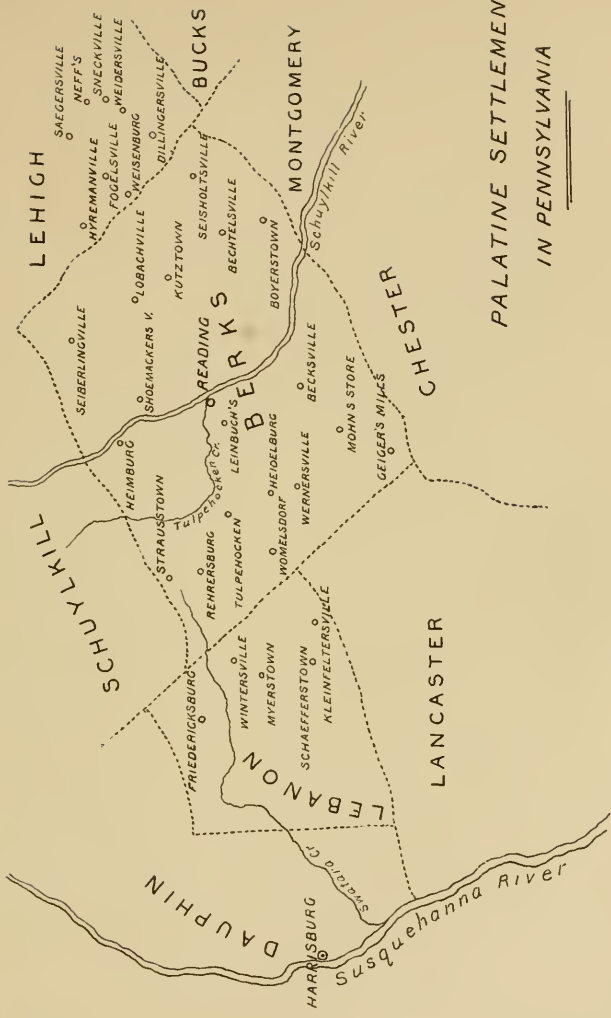 PALATINE SETTLEMEN
IN PENNSYLVANIA
LEHIGH
BUCKS
MONTGOMERY
SCHUYLKILL
BERKS
CHESTER
LEBANON
LANCASTER
DAUPHIN
SAEGERSVILLE
NEFF'S
SNECKVILLE
WEIDERSVILLE
HYREMANVILLE
FOGELSVILLE
WEISENBURG
DILLINGERSVILLE
SEIBERLINGVILLE
LOBACHVILLE
KUTZTOWN
SEISHOLTSVILLE
BECHTELSVILLE
BOYERSTOWN
Schuylkill River
SHOEMACKERS V.
READING
HEIMBURG
LEINBUCH'S
BECKSVILLE
STRAUSSTOWN
Tulpehocken Cr.
HEIDELBURG
MOHNS STORE
GEIGER'S MILES
REHRERSBURG
TULPEHOCKEN
WOMELSDORF
WERNERSVILLE
FRIEDERICKSBURG
WINTERSVILLE
MYERSTOWN
SCHAEFFERSTOWN
KLEINFELTERSVILLE
Swatara Cr
HARRISBURG
Susquehanna River